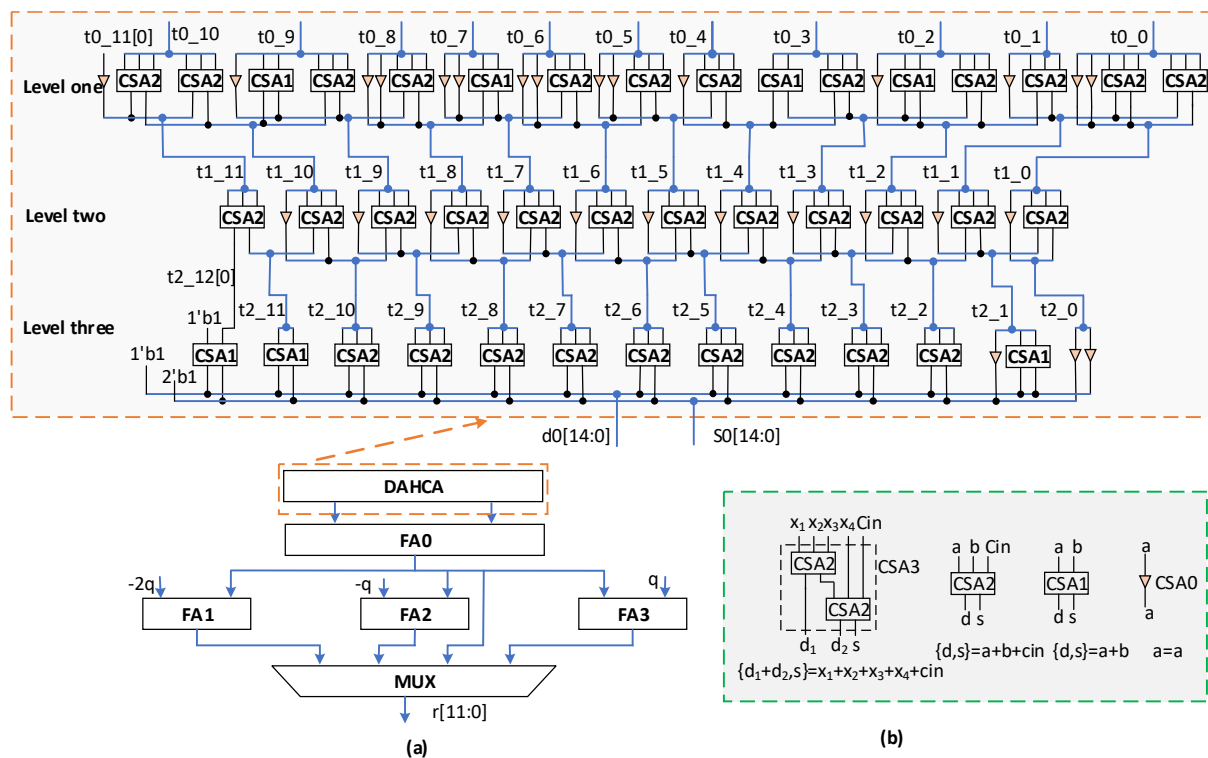 t0_11[0] t0_10 t0_9 t0_8 t0_7 t0_6 t0_5 t0_4 t0_3 t0_2 t0_1 t0_0
Level one CSA2 CSA2 CSA1 CSA2 CSA2 CSA1 CSA2 CSA2 CSA2 CSA1 CSA2 CSA1 CSA2 CSA2 CSA2 CSA2
t1_11 t1_10 t1_9 t1_8 t1_7 t1_6 t1_5 t1_4 t1_3 t1_2 t1_1 t1_0
Level two CSA2 CSA2 CSA2 CSA2 CSA2 CSA2 CSA2 CSA2 CSA2 CSA2 CSA2 CSA2
t2_12[0]
t2_11 t2_10 t2_9 t2_8 t2_7 t2_6 t2_5 t2_4 t2_3 t2_2 t2_1 t2_0
Level three 1'b1
CSA1 CSA1 CSA2 CSA2 CSA2 CSA2 CSA2 CSA2 CSA2 CSA2 CSA2 CSA1
1'b1
2'b1
d0[14:0] S0[14:0]
DAHCA
FA0
-2q -q q
FA1 FA2 FA3
MUX
r[11:0]
(a)
x1 x2 x3 x4 Cin
CSA2 CSA3
CSA2
d1 d2 s
{d1+d2,s}=x1+x2+x3+x4+cin
a b Cin
CSA2
d s
{d,s}=a+b+cin
a b
CSA1
d s
{d,s}=a+b
a
CSA0
a
a=a
(b)